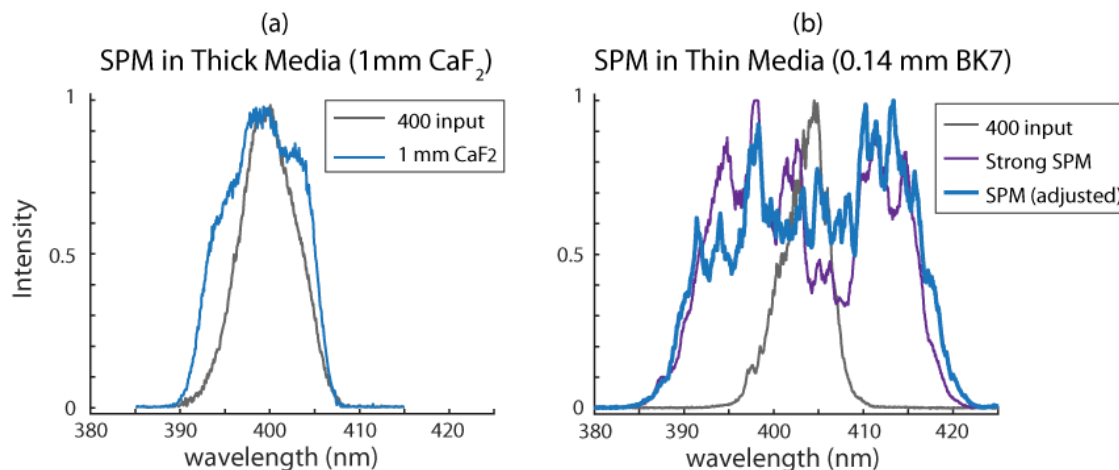 (a)
SPM in Thick Media (1mm CaF2)
Intensity
1
0.5
0
400 input
1 mm CaF2
380
390
400
410
420
wavelength (nm)
(b)
SPM in Thin Media (0.14 mm BK7)
1
0.5
0
400 input
Strong SPM
SPM (adjusted)
380
390
400
410
420
wavelength (nm)